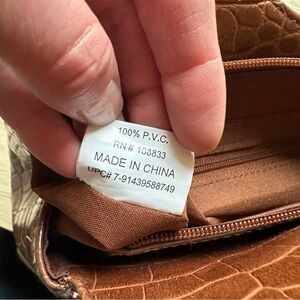 100% P.V.C.
RN# 108833
MADE IN CHINA
UPC# 7-91439588749